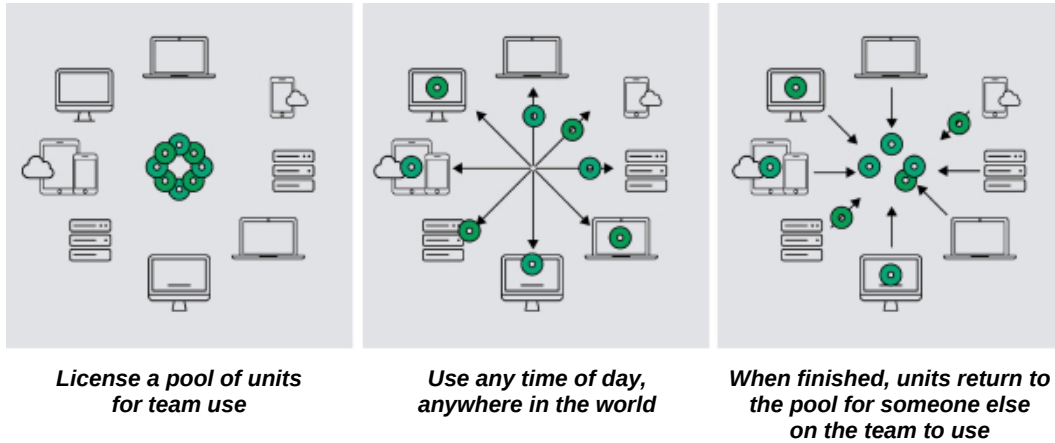 License a pool of units
for team use
Use any time of day,
anywhere in the world
When finished, units return to
the pool for someone else
on the team to use